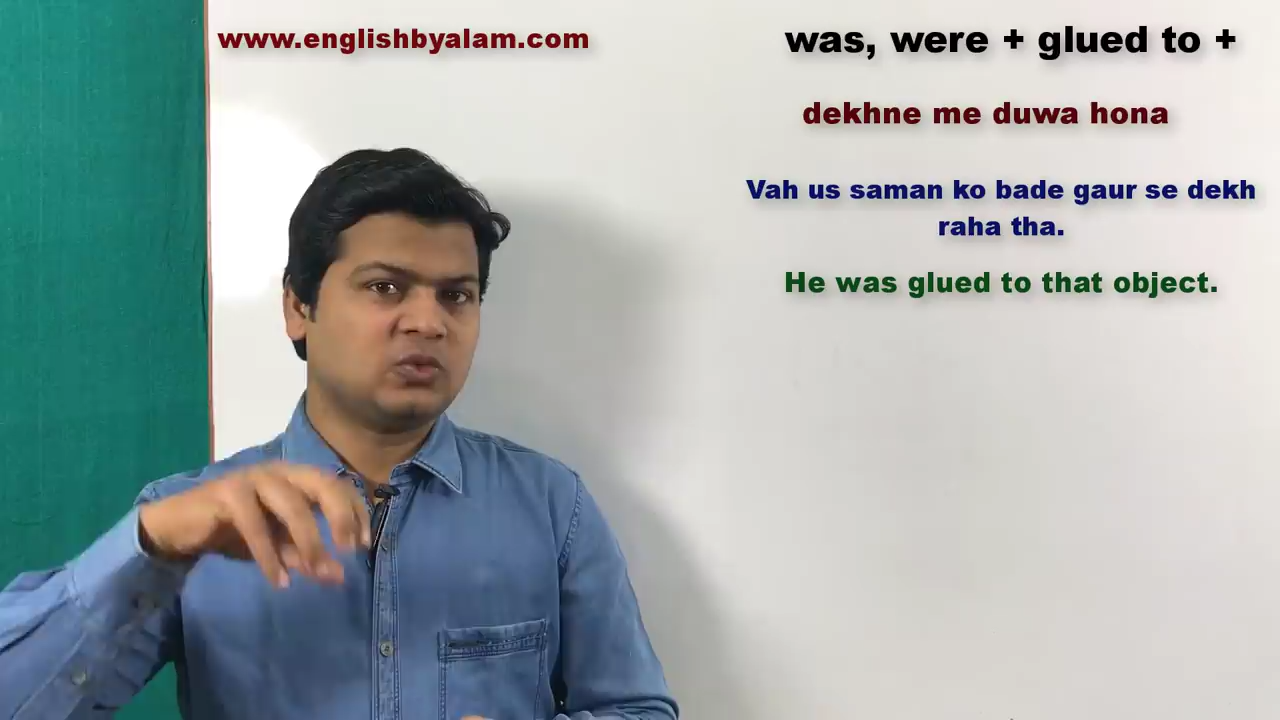 www.englishbyalam.com
was, were + glued to +
dekhne me duwa hona
Vah us saman ko bade gaur se dekh
raha tha.
He was glued to that object.